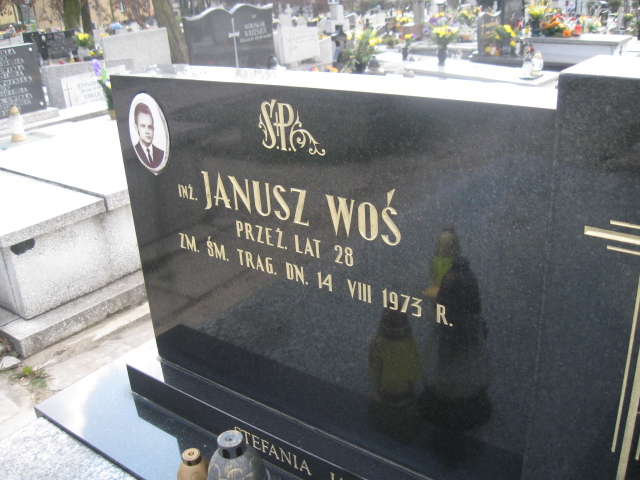 Ś.P.
INŻ. JANUSZ WOŚ
PRZEŻ. LAT 28
ZM. ŚM. TRAG. DN. 14 VIII 1973 R.
STEFANIA